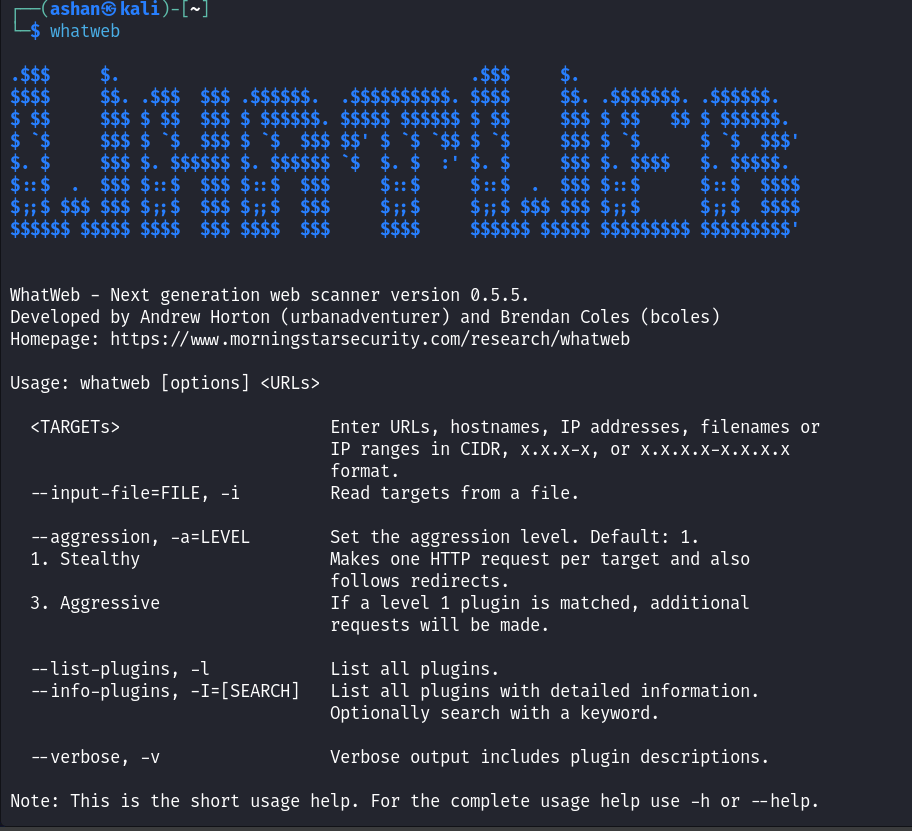 ┌──(ashan㉿kali)-[~]
└─$ whatweb
.$$$     $.                                   .$$$     $.
$$$$     $$. .$$$  $$$ .$$$$$$.  .$$$$$$$$$$. $$$$     $$. .$$$$$$$. .$$$$$$.
$ $$     $$$ $ $$  $$$ $ $$$$$$. $$$$$ $$$$$$ $ $$     $$$ $ $$   $$ $ $$$$$$.
$ `$     $$$ $ `$  $$$ $ `$  $$$ $$' $ `$ `$$ $ `$     $$$ $ `$      $ `$  $$$'
$. $     $$$ $. $$$$$$ $. $$$$$$ `$  $. $  :' $. $     $$$ $. $$$$   $. $$$$$.
$::$  .  $$$ $::$  $$$ $::$  $$$     $::$     $::$  .  $$$ $::$      $::$  $$$$
$;;$ $$$ $$$ $;;$  $$$ $;;$  $$$     $;;$     $;;$ $$$ $$$ $;;$      $;;$  $$$$
$$$$$$ $$$$$ $$$$  $$$ $$$$  $$$     $$$$     $$$$$$ $$$$$ $$$$$$$$$ $$$$$$$$$'
WhatWeb - Next generation web scanner version 0.5.5.
Developed by Andrew Horton (urbanadventurer) and Brendan Coles (bcoles)
Homepage: https://www.morningstarsecurity.com/research/whatweb
Usage: whatweb [options] <URLs>
<TARGETs>                     Enter URLs, hostnames, IP addresses, filenames or
IP ranges in CIDR, x.x.x-x, or x.x.x.x-x.x.x.x
format.
--input-file=FILE, -i         Read targets from a file.
--aggression, -a=LEVEL        Set the aggression level. Default: 1.
1. Stealthy                   Makes one HTTP request per target and also
follows redirects.
3. Aggressive                 If a level 1 plugin is matched, additional
requests will be made.
--list-plugins, -l            List all plugins.
--info-plugins, -I=[SEARCH]   List all plugins with detailed information.
Optionally search with a keyword.
--verbose, -v                 Verbose output includes plugin descriptions.
Note: This is the short usage help. For the complete usage help use -h or --help.